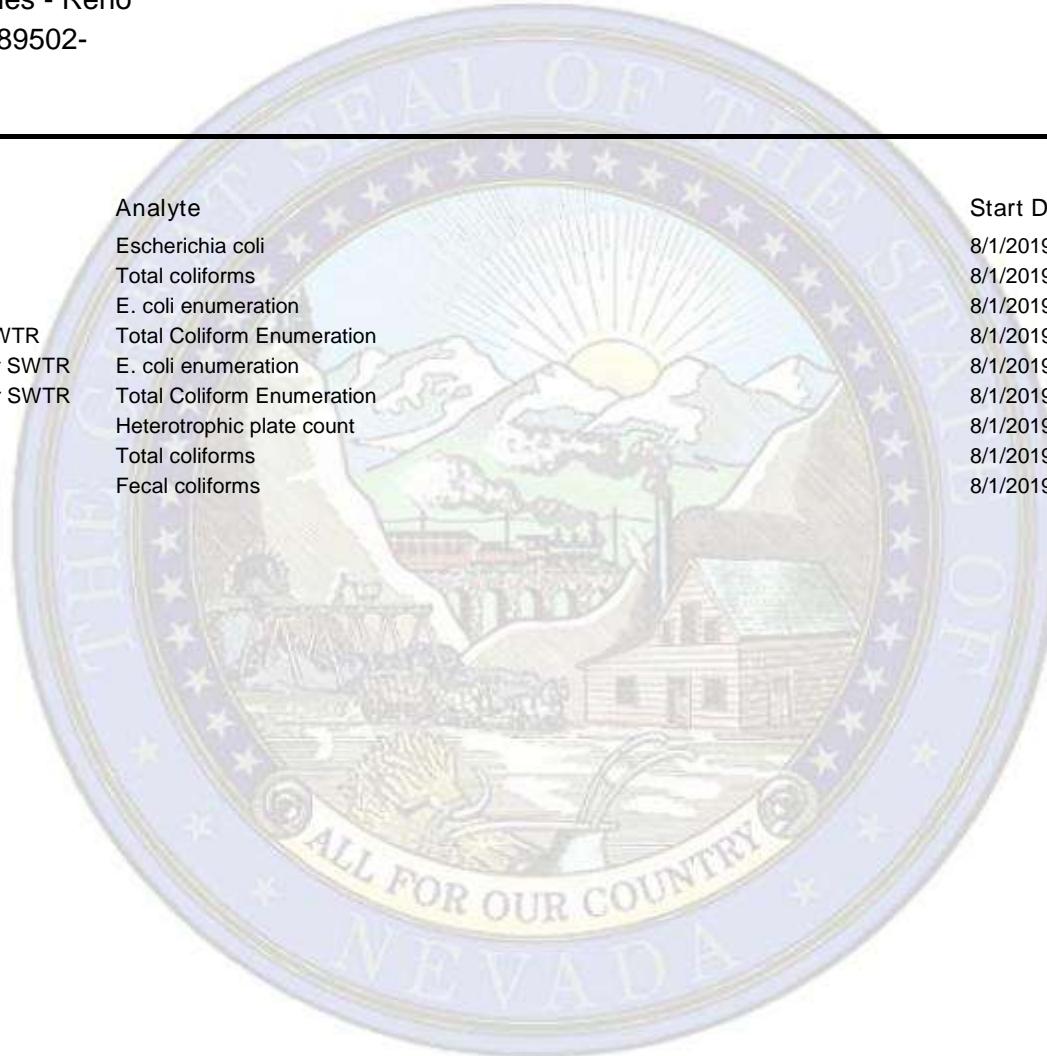 es - Reno
89502-
Analyte Start D
Escherichia coli 8/1/2019
Total coliforms 8/1/2019
E. coli enumeration 8/1/2019
WTR Total Coliform Enumeration 8/1/2019
SWTR E. coli enumeration 8/1/2019
SWTR Total Coliform Enumeration 8/1/2019
Heterotrophic plate count 8/1/2019
Total coliforms 8/1/2019
Fecal coliforms 8/1/2019
THE GREAT SEAL OF THE STATE OF
ALL FOR OUR COUNTRY
NEVADA